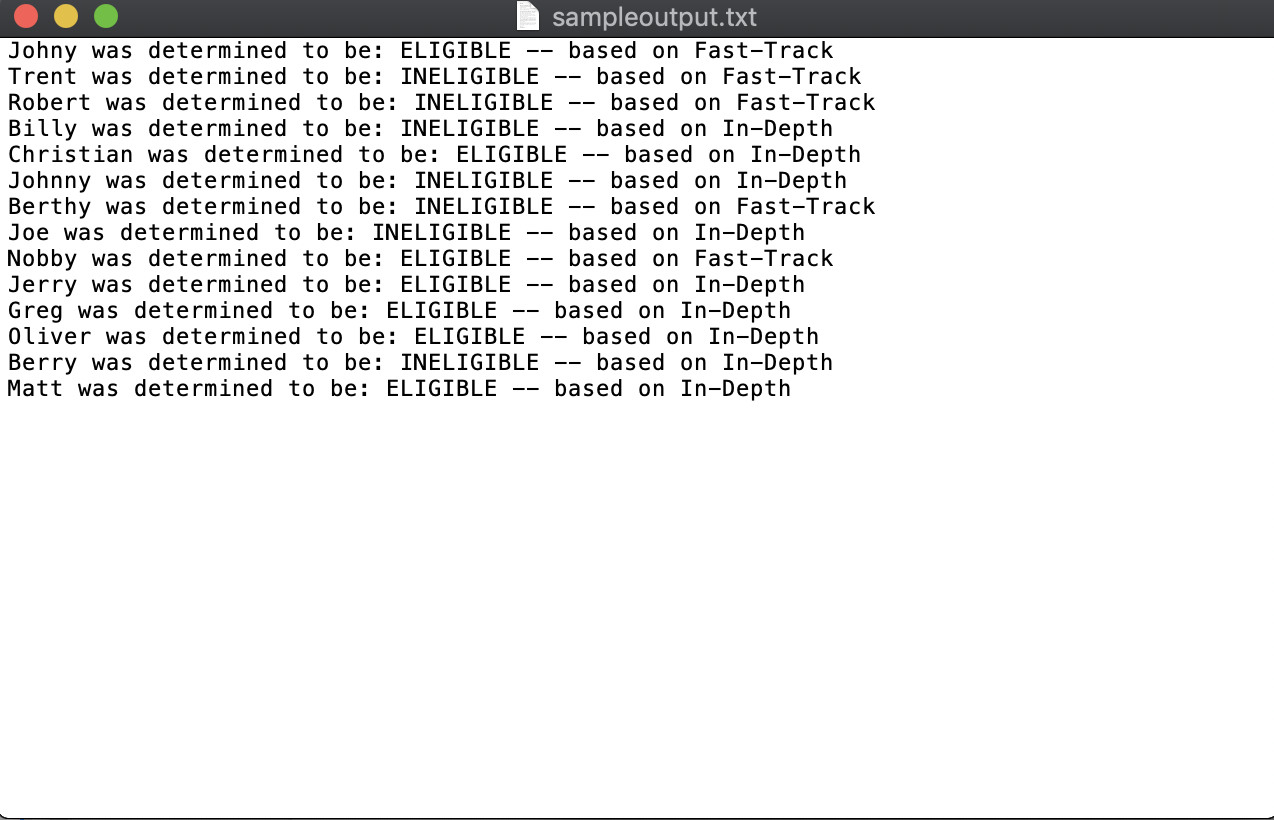 sampleoutput.txt
Johny was determined to be: ELIGIBLE -- based on Fast-Track
Trent was determined to be: INELIGIBLE -- based on Fast-Track
Robert was determined to be: INELIGIBLE -- based on Fast-Track
Billy was determined to be: INELIGIBLE -- based on In-Depth
Christian was determined to be: ELIGIBLE -- based on In-Depth
Johnny was determined to be: INELIGIBLE -- based on In-Depth
Berthy was determined to be: INELIGIBLE -- based on Fast-Track
Joe was determined to be: INELIGIBLE -- based on In-Depth
Nobby was determined to be: ELIGIBLE -- based on Fast-Track
Jerry was determined to be: ELIGIBLE -- based on In-Depth
Greg was determined to be: ELIGIBLE -- based on In-Depth
Oliver was determined to be: ELIGIBLE -- based on In-Depth
Berry was determined to be: INELIGIBLE -- based on In-Depth
Matt was determined to be: ELIGIBLE -- based on In-Depth